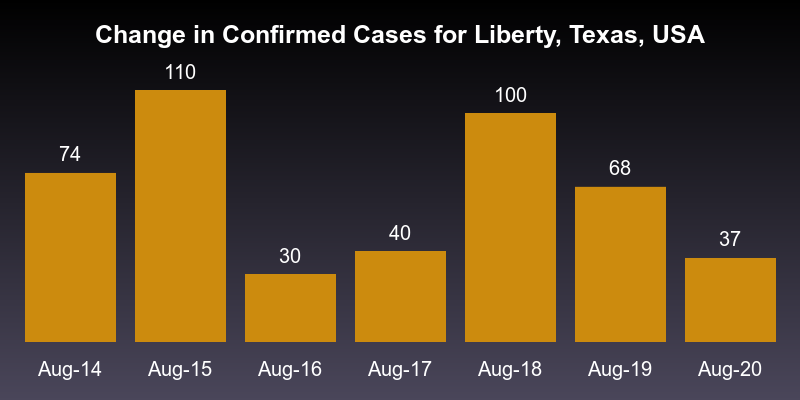 Change in Confirmed Cases for Liberty, Texas, USA
74
110
30
40
100
68
37
Aug-14
Aug-15
Aug-16
Aug-17
Aug-18
Aug-19
Aug-20